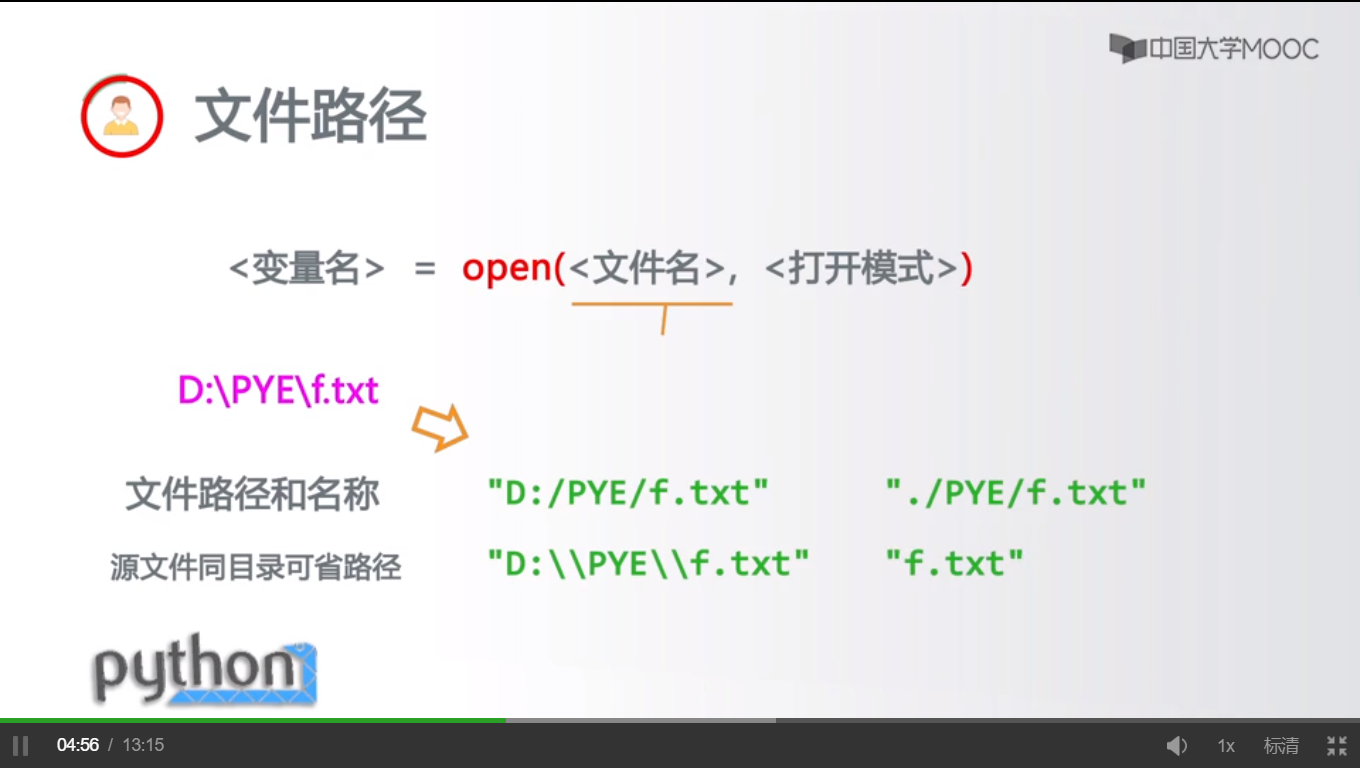 中国大学MOOC
文件路径
<变量名> = open(<文件名>, <打开模式>)
D:\PYE\f.txt
文件路径和名称 "D:/PYE/f.txt" "./PYE/f.txt"
源文件同目录可省路径 "D:\\PYE\\f.txt" "f.txt"
python
04:56 / 13:15 1x 标清